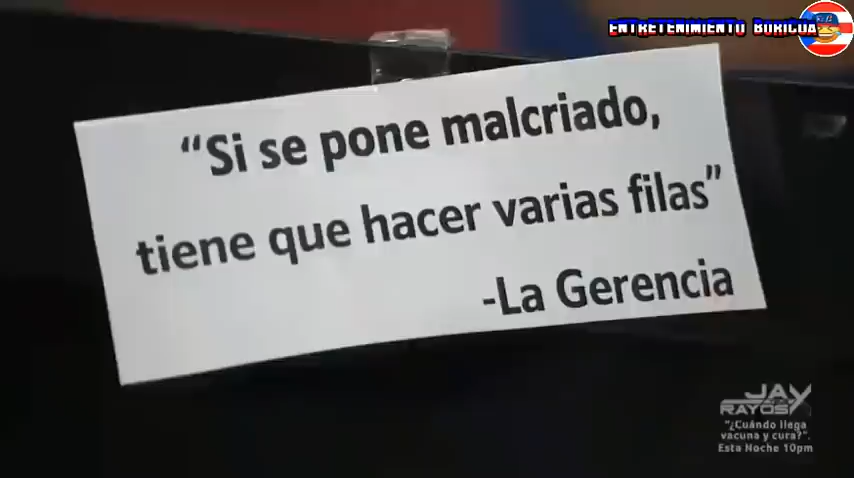 ENTRETENIMIENTO BORICUA
“Si se pone malcriado,
tiene que hacer varias filas”
-La Gerencia
JAY
RAYOS X
“¿Cuándo llega
vacuna y cura?”.
Esta Noche 10pm